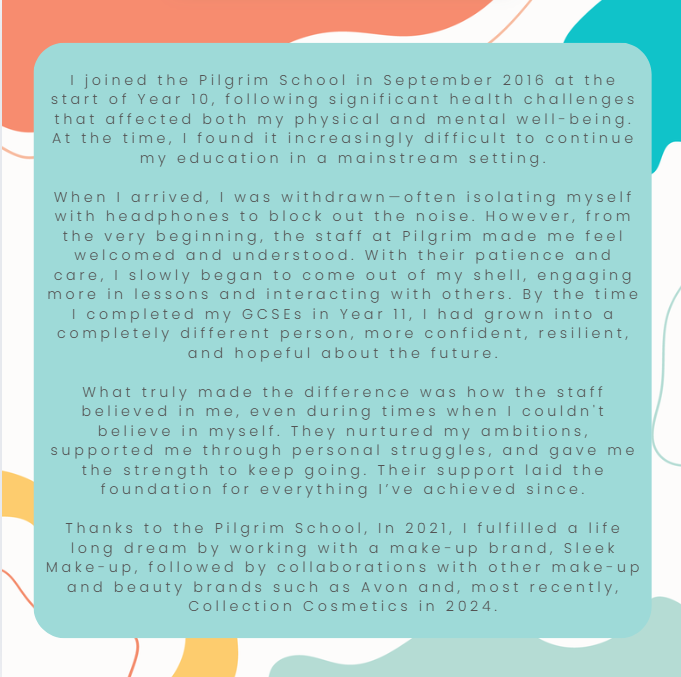 I joined the Pilgrim School in September 2016 at the
start of Year 10, following significant health challenges
that affected both my physical and mental well-being.
At the time, I found it increasingly difficult to continue
my education in a mainstream setting.
When I arrived, I was withdrawn—often isolating myself
with headphones to block out the noise. However, from
the very beginning, the staff at Pilgrim made me feel
welcomed and understood. With their patience and
care, I slowly began to come out of my shell, engaging
more in lessons and interacting with others. By the time
I completed my GCSEs in Year 11, I had grown into a
completely different person, more confident, resilient,
and hopeful about the future.
What truly made the difference was how the staff
believed in me, even during times when I couldn't
believe in myself. They nurtured my ambitions,
supported me through personal struggles, and gave me
the strength to keep going. Their support laid the
foundation for everything I’ve achieved since.
Thanks to the Pilgrim School, In 2021, I fulfilled a life
long dream by working with a make-up brand, Sleek
Make-up, followed by collaborations with other make-up
and beauty brands such as Avon and, most recently,
Collection Cosmetics in 2024.